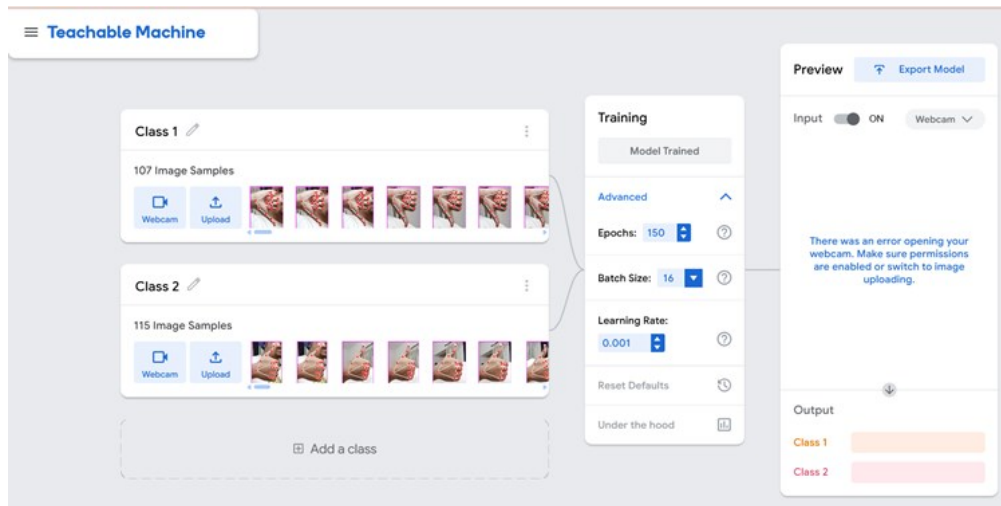 Teachable Machine
Class 1
107 Image Samples
Webcam
Upload
Class 2
115 Image Samples
Webcam
Upload
Add a class
Training
Model Trained
Advanced
Epochs: 150
Batch Size: 16
Learning Rate:
0.001
Reset Defaults
Under the hood
Preview
Export Model
Input ON Webcam
There was an error opening your
webcam. Make sure permissions
are enabled or switch to image
uploading.
Output
Class 1
Class 2